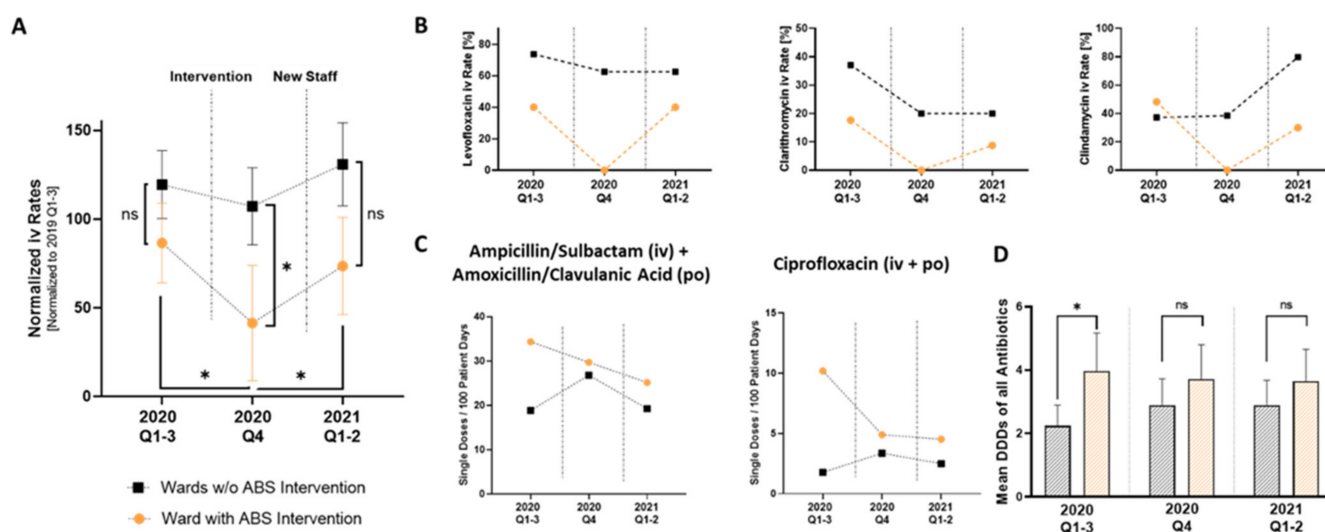 A
Intervention
New Staff
Normalized iv Rates
[Normalized to 2019 Q1-3]
150
100
50
0
ns
*
ns
*
*
2020
Q1-3
2020
Q4
2021
Q1-2
Wards w/o ABS Intervention
Ward with ABS Intervention
B
Levofloxacin iv Rate [%]
80
60
40
20
0
2020
Q1-3
2020
Q4
2021
Q1-2
Clarithromycin iv Rate [%]
50
40
30
20
10
0
2020
Q1-3
2020
Q4
2021
Q1-2
Clindamycin iv Rate [%]
100
80
60
40
20
0
2020
Q1-3
2020
Q4
2021
Q1-2
C
Ampicillin/Sulbactam (iv) +
Amoxicillin/Clavulanic Acid (po)
Single Doses / 100 Patient Days
40
30
20
10
0
2020
Q1-3
2020
Q4
2021
Q1-2
Ciprofloxacin (iv + po)
Single Doses / 100 Patient Days
15
10
5
0
2020
Q1-3
2020
Q4
2021
Q1-2
D
Mean DDDs of all Antibiotics
6
4
2
0
*
ns
ns
2020
Q1-3
2020
Q4
2021
Q1-2